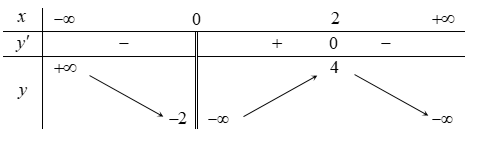 x −∞ 0 2 +∞
y′ − + 0 −
+∞ 4
y
−2 −∞ −∞